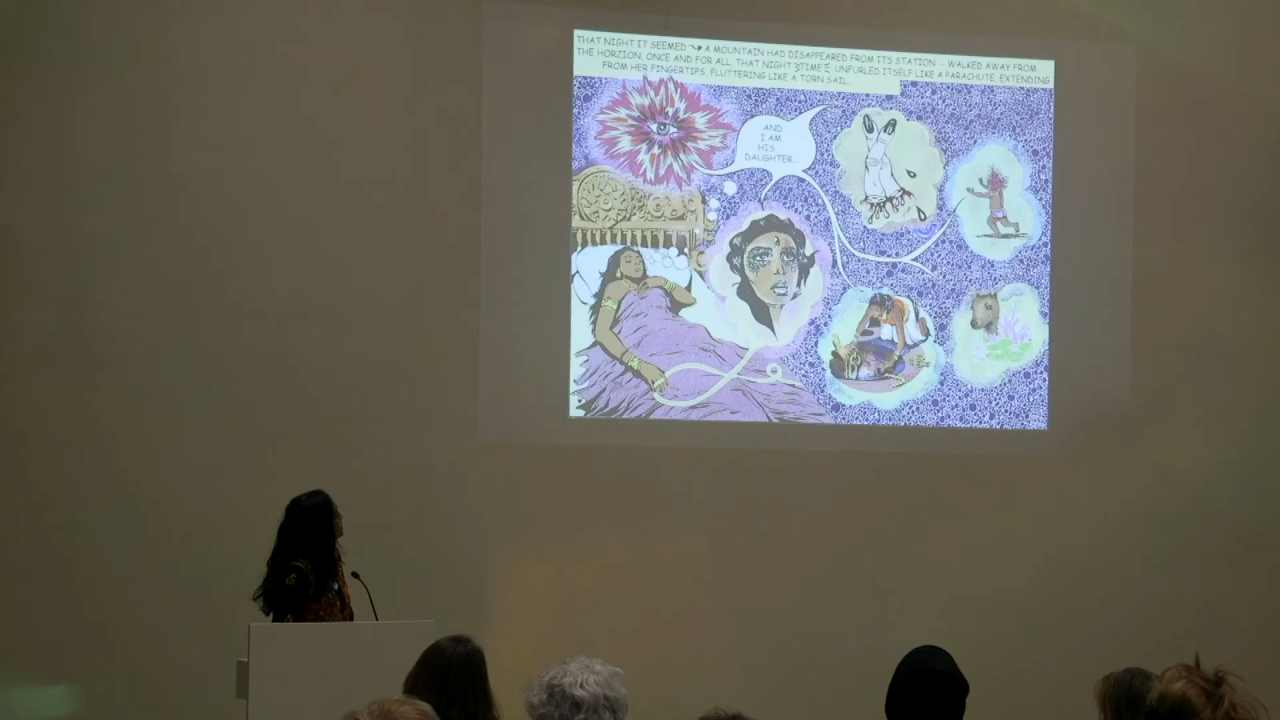 THAT NIGHT IT SEEMED A MOUNTAIN HAD DISAPPEARED FROM ITS STATION -- WALKED AWAY FROM
THE HORZION, ONCE AND FOR ALL. THAT NIGHT TIME UNFURLED ITSELF LIKE A PARACHUTE, EXTENDING
FROM HER FINGERTIPS, FLUTTERING LIKE A TORN SAIL...
AND
I AM
HIS
DAUGHTER...